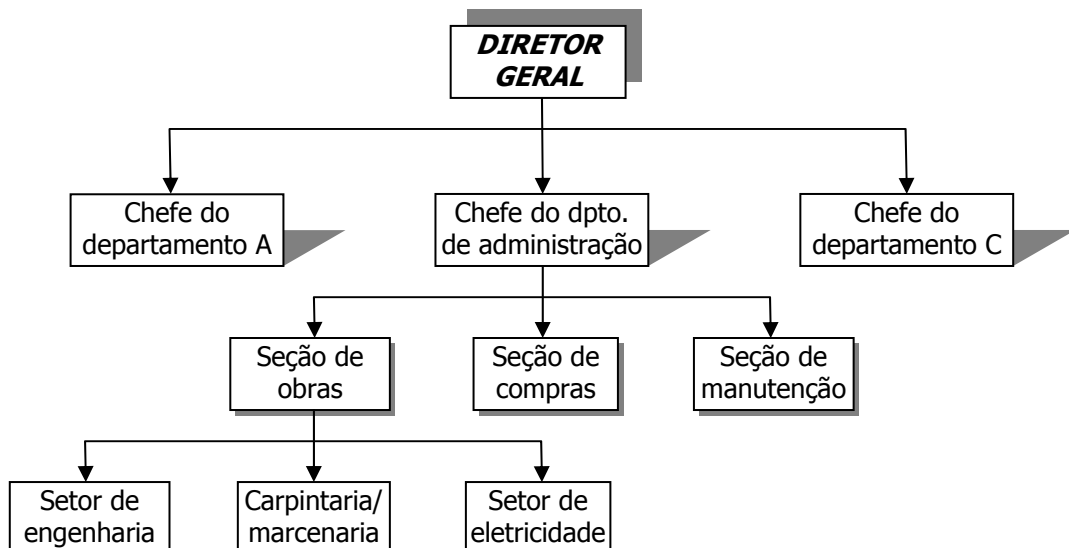 DIRETOR
GERAL
Chefe do
departamento A
Chefe do dpto.
de administração
Chefe do
departamento C
Seção de
obras
Seção de
compras
Seção de
manutenção
Setor de
engenharia
Carpintaria/
marcenaria
Setor de
eletricidade